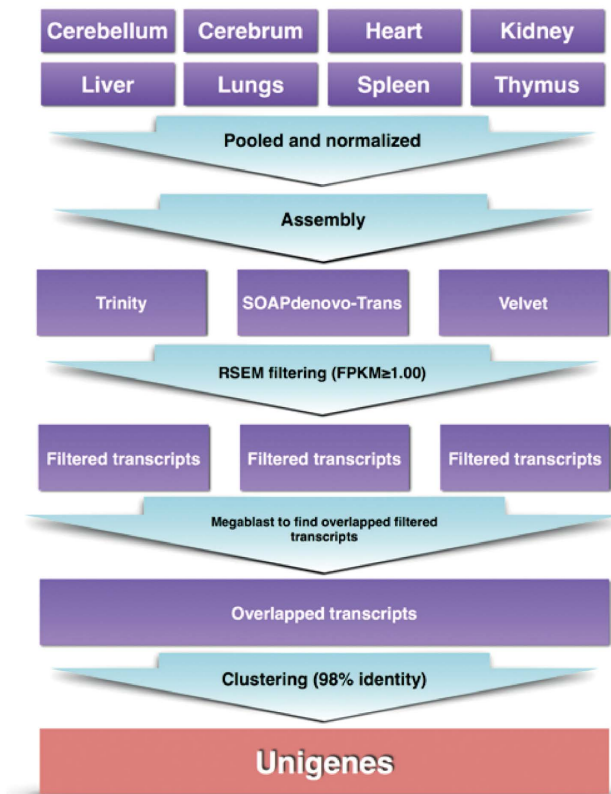 Cerebellum Cerebrum Heart Kidney
Liver Lungs Spleen Thymus
Pooled and normalized
Assembly
Trinity SOAPdenovo-Trans Velvet
RSEM filtering (FPKM≥1.00)
Filtered transcripts Filtered transcripts Filtered transcripts
Megablast to find overlapped filtered
transcripts
Overlapped transcripts
Clustering (98% identity)
Unigenes